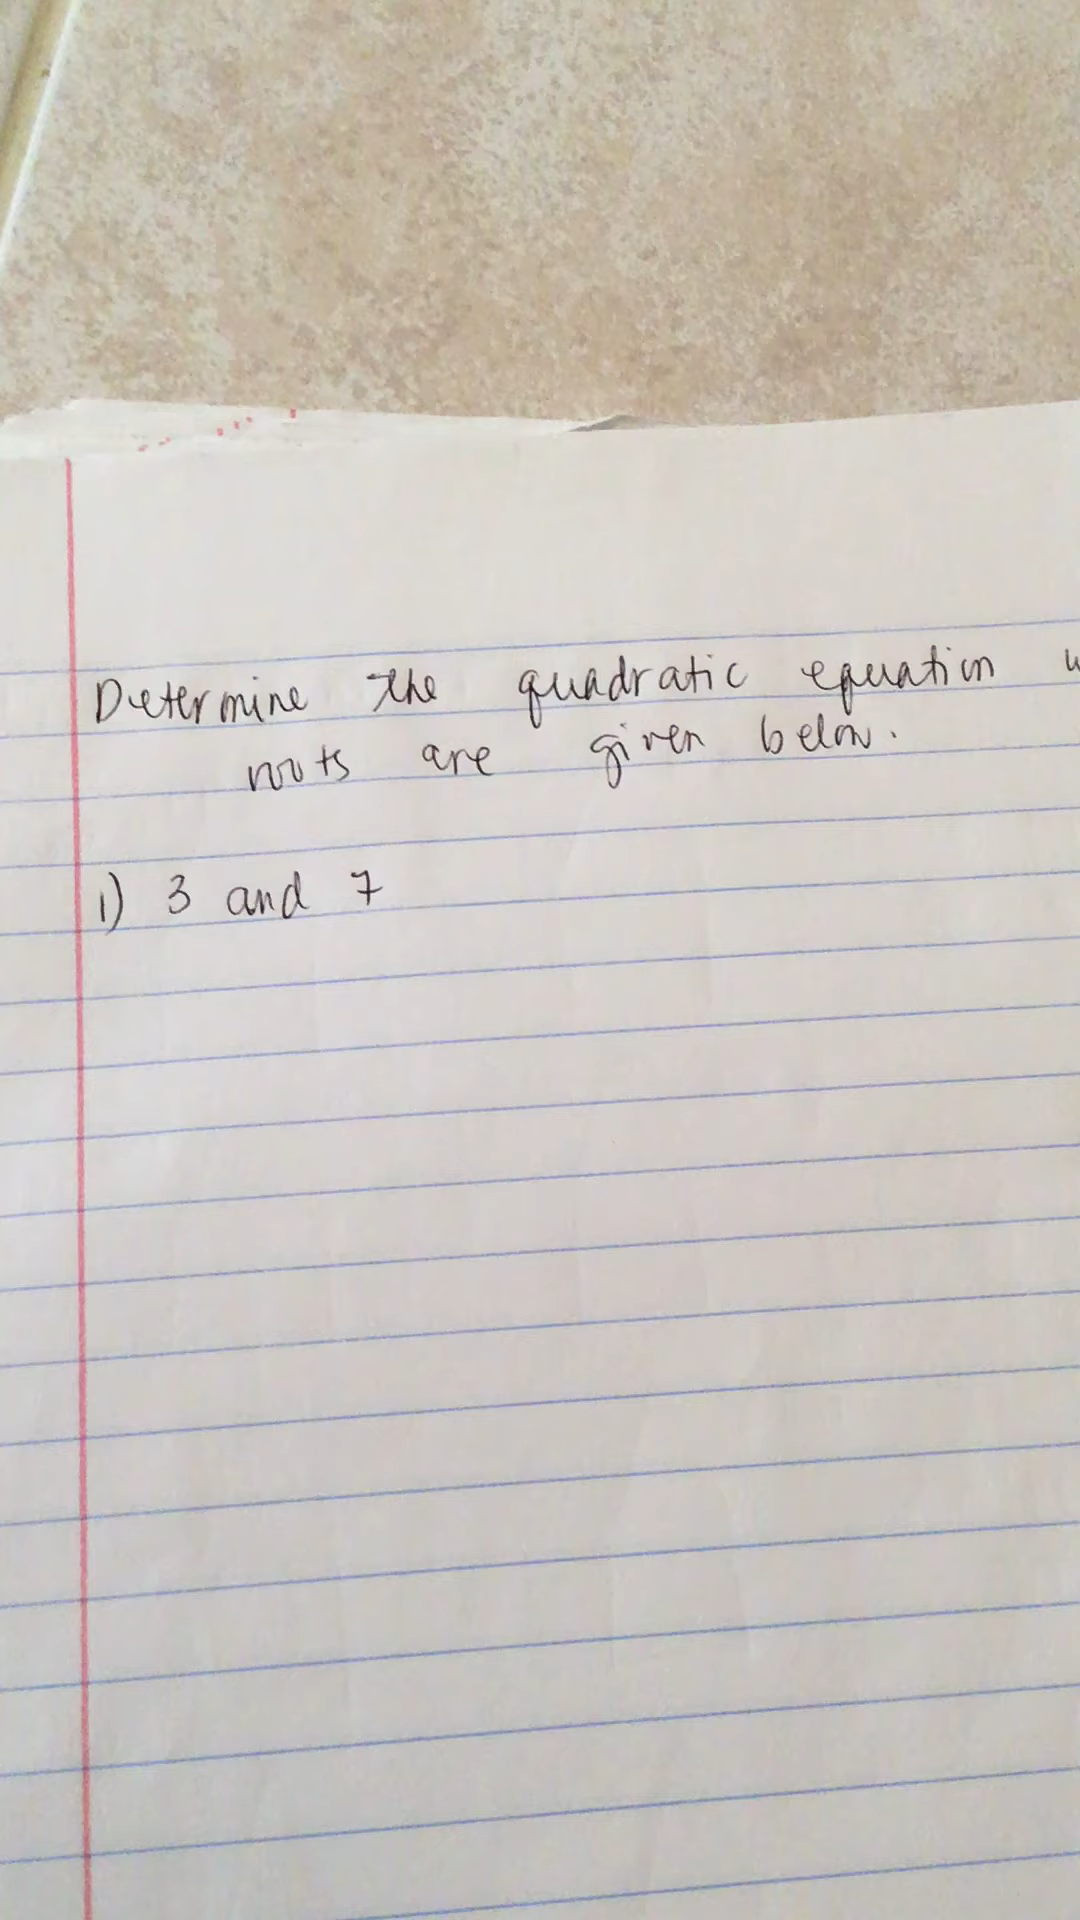 Determine the quadratic equation
roots are given below.
1) 3 and 7